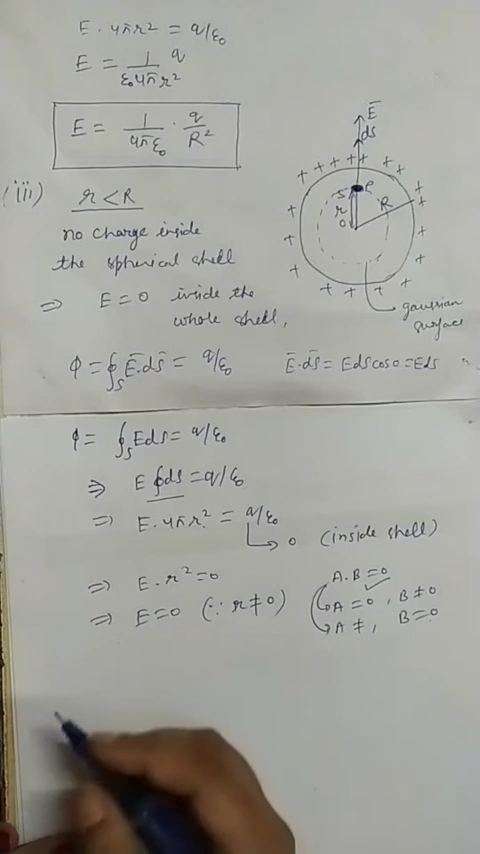 E · 4πr² = q/ε₀
E = 1/ε₀4πr² q
E = 1/4πε₀ · q/R²
(iii) r < R
no charge inside
the spherical shell
⇒ E = 0 inside the
whole shell,
Φ = ∮ₛ E̅.ds̅ = q/ε₀
E̅.ds̅ = Eds cos0 = Eds
E̅
ds
+ + + + + + + + + + + + + + + + + +
P
R
r
O
gaussian
surface
Φ = ∮ₛ Eds = q/ε₀
⇒ E ∮ds = q/ε₀
⇒ E. 4πr² = q/ε₀
↳ 0 (inside shell)
⇒ E. r² = 0
⇒ E = 0 (∵ r ≠ 0)
A.B = 0
A = 0, B ≠ 0
A ≠, B = 0